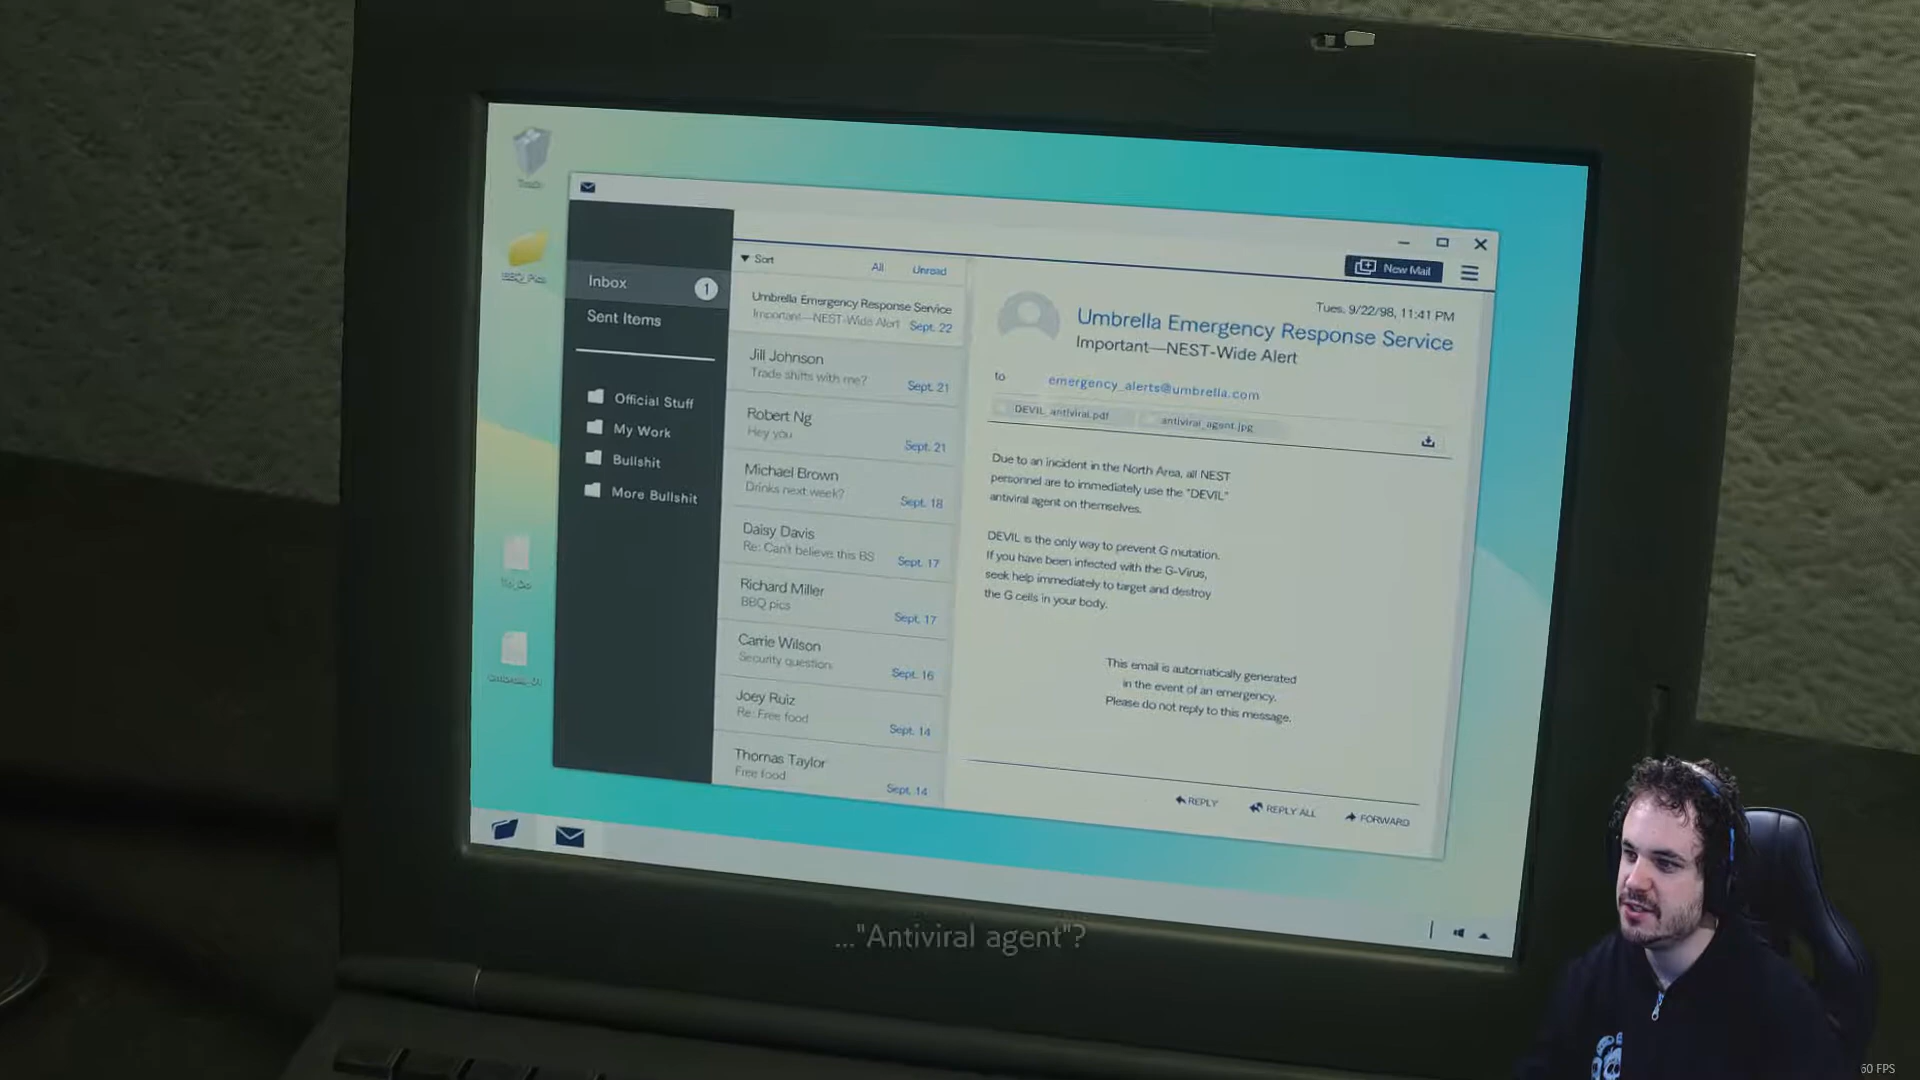 Trash
BBQ_Pics
To_Do
Inbox
1
Sent Items
Official Stuff
My Work
Bullshit
More Bullshit
Sort All Unread
Umbrella Emergency Response Service
Important—NEST-Wide Alert Sept. 22
Jill Johnson
Trade shifts with me? Sept. 21
Robert Ng
Hey you Sept. 21
Michael Brown
Drinks next week? Sept. 18
Daisy Davis
Re: Can't believe this BS Sept. 17
Richard Miller
BBQ pics Sept. 17
Carrie Wilson
Security question Sept. 16
Joey Ruiz
Re: Free food Sept. 14
Thomas Taylor
Free food Sept. 14
New Mail
Tues, 9/22/98, 11:41 PM
Umbrella Emergency Response Service
Important—NEST-Wide Alert
to emergency_alerts@umbrella.com
DEVIL_antiviral.pdf antiviral_agent.jpg
Due to an incident in the North Area, all NEST
personnel are to immediately use the "DEVIL"
antiviral agent on themselves.
DEVIL is the only way to prevent G mutation.
If you have been infected with the G-Virus,
seek help immediately to target and destroy
the G cells in your body.
This email is automatically generated
in the event of an emergency.
Please do not reply to this message.
REPLY REPLY ALL FORWARD
..."Antiviral agent"?
60 FPS